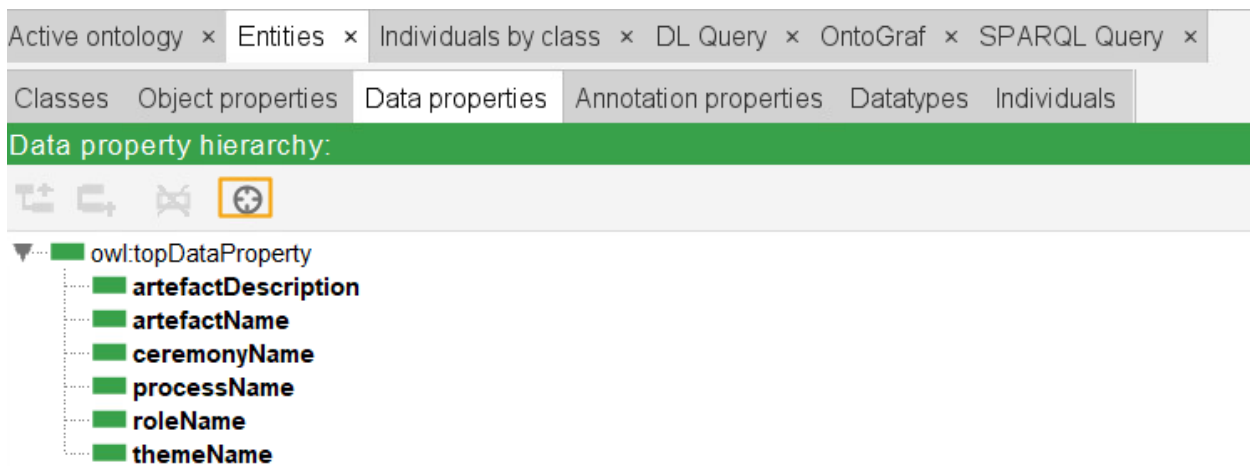 Active ontology × Entities × Individuals by class × DL Query × OntoGraf × SPARQL Query ×
Classes Object properties Data properties Annotation properties Datatypes Individuals
Data property hierarchy:
owl:topDataProperty
artefactDescription
artefactName
ceremonyName
processName
roleName
themeName